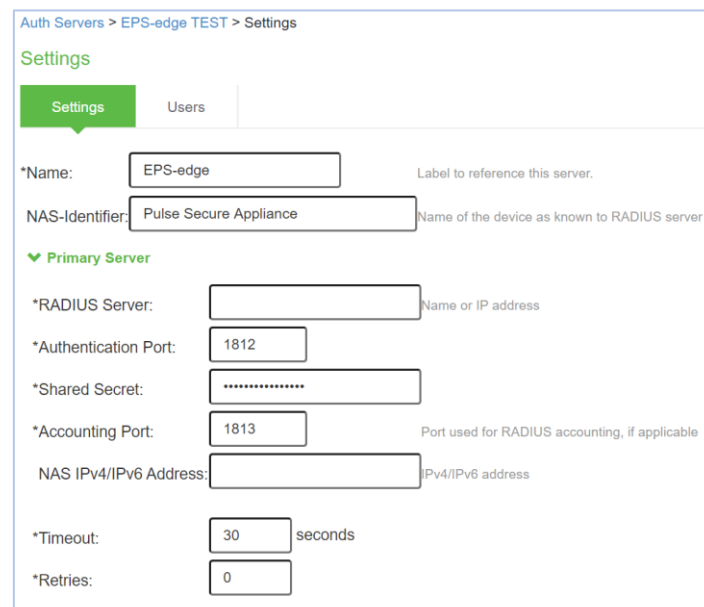 Auth Servers > EPS-edge TEST > Settings
Settings
Settings Users
*Name: EPS-edge Label to reference this server.
NAS-Identifier: Pulse Secure Appliance Name of the device as known to RADIUS server
Primary Server
*RADIUS Server: Name or IP address
*Authentication Port: 1812
*Shared Secret: ••••••••••••••••
*Accounting Port: 1813 Port used for RADIUS accounting, if applicable
NAS IPv4/IPv6 Address: IPv4/IPv6 address
*Timeout: 30 seconds
*Retries: 0